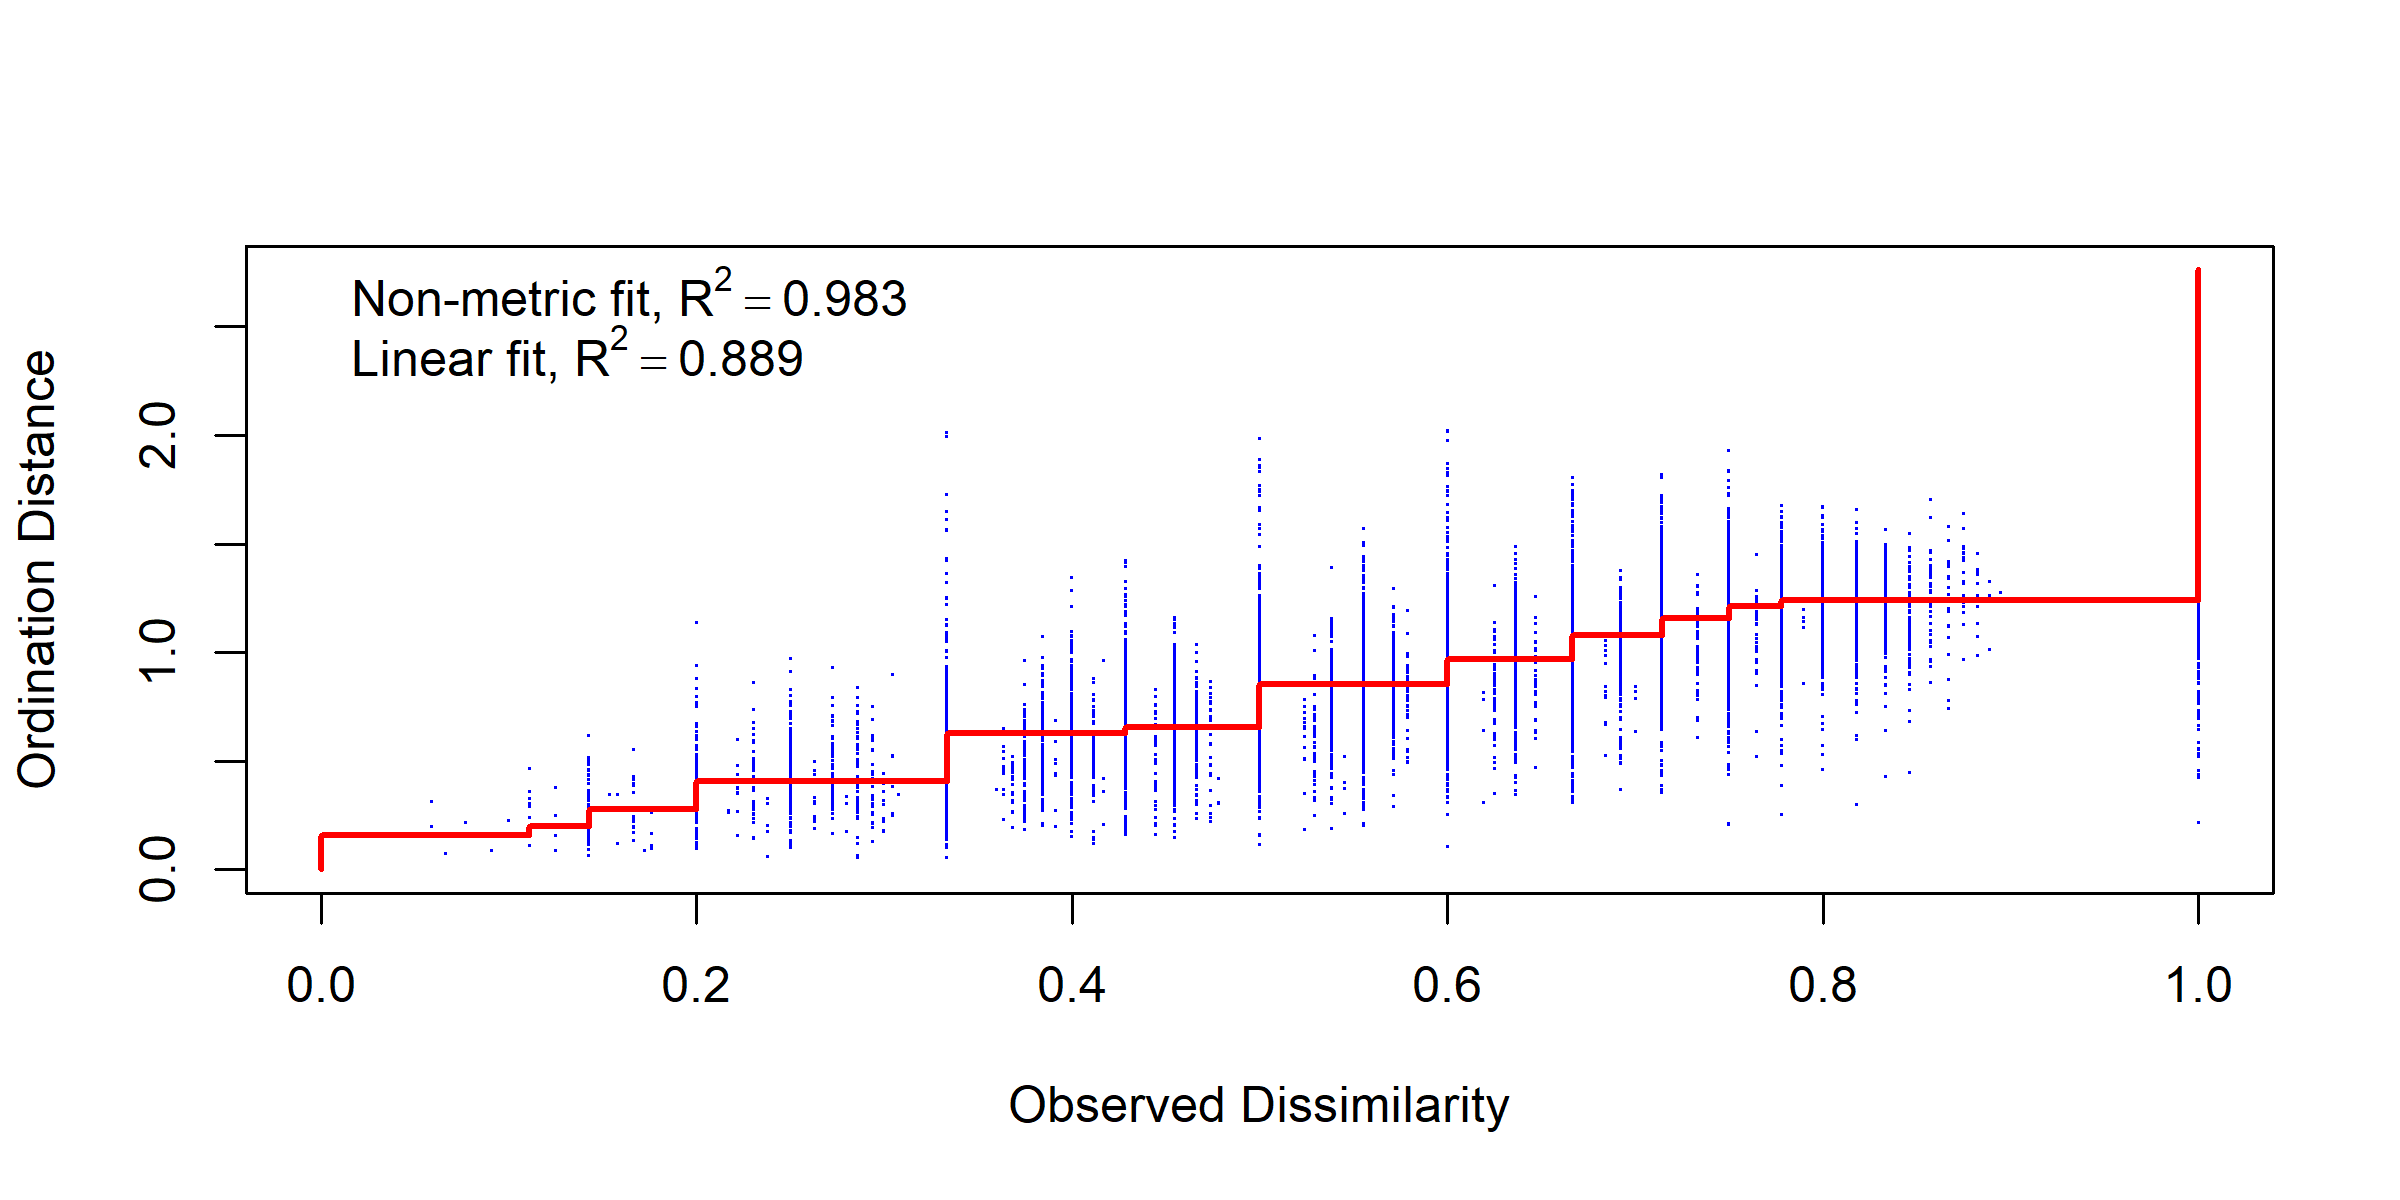 Non-metric fit, R² = 0.983
Linear fit, R² = 0.889
Ordination Distance
2.0
1.0
0.0
0.0 0.2 0.4 0.6 0.8 1.0
Observed Dissimilarity